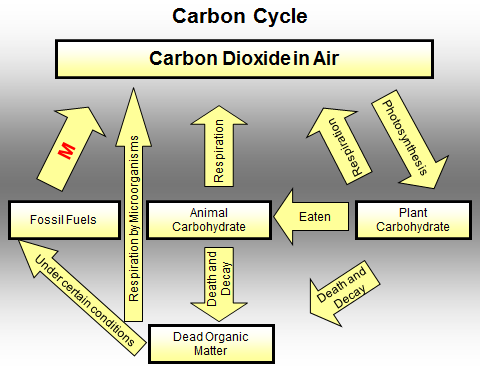 Carbon Cycle
Carbon Dioxide in Air
M
Respiration by Microorganisms
Respiration
Respiration
Photosynthesis
Fossil Fuels
Animal
Carbohydrate
Eaten
Plant
Carbohydrate
Under certain conditions
Death and
Decay
Death and
Decay
Dead Organic
Matter